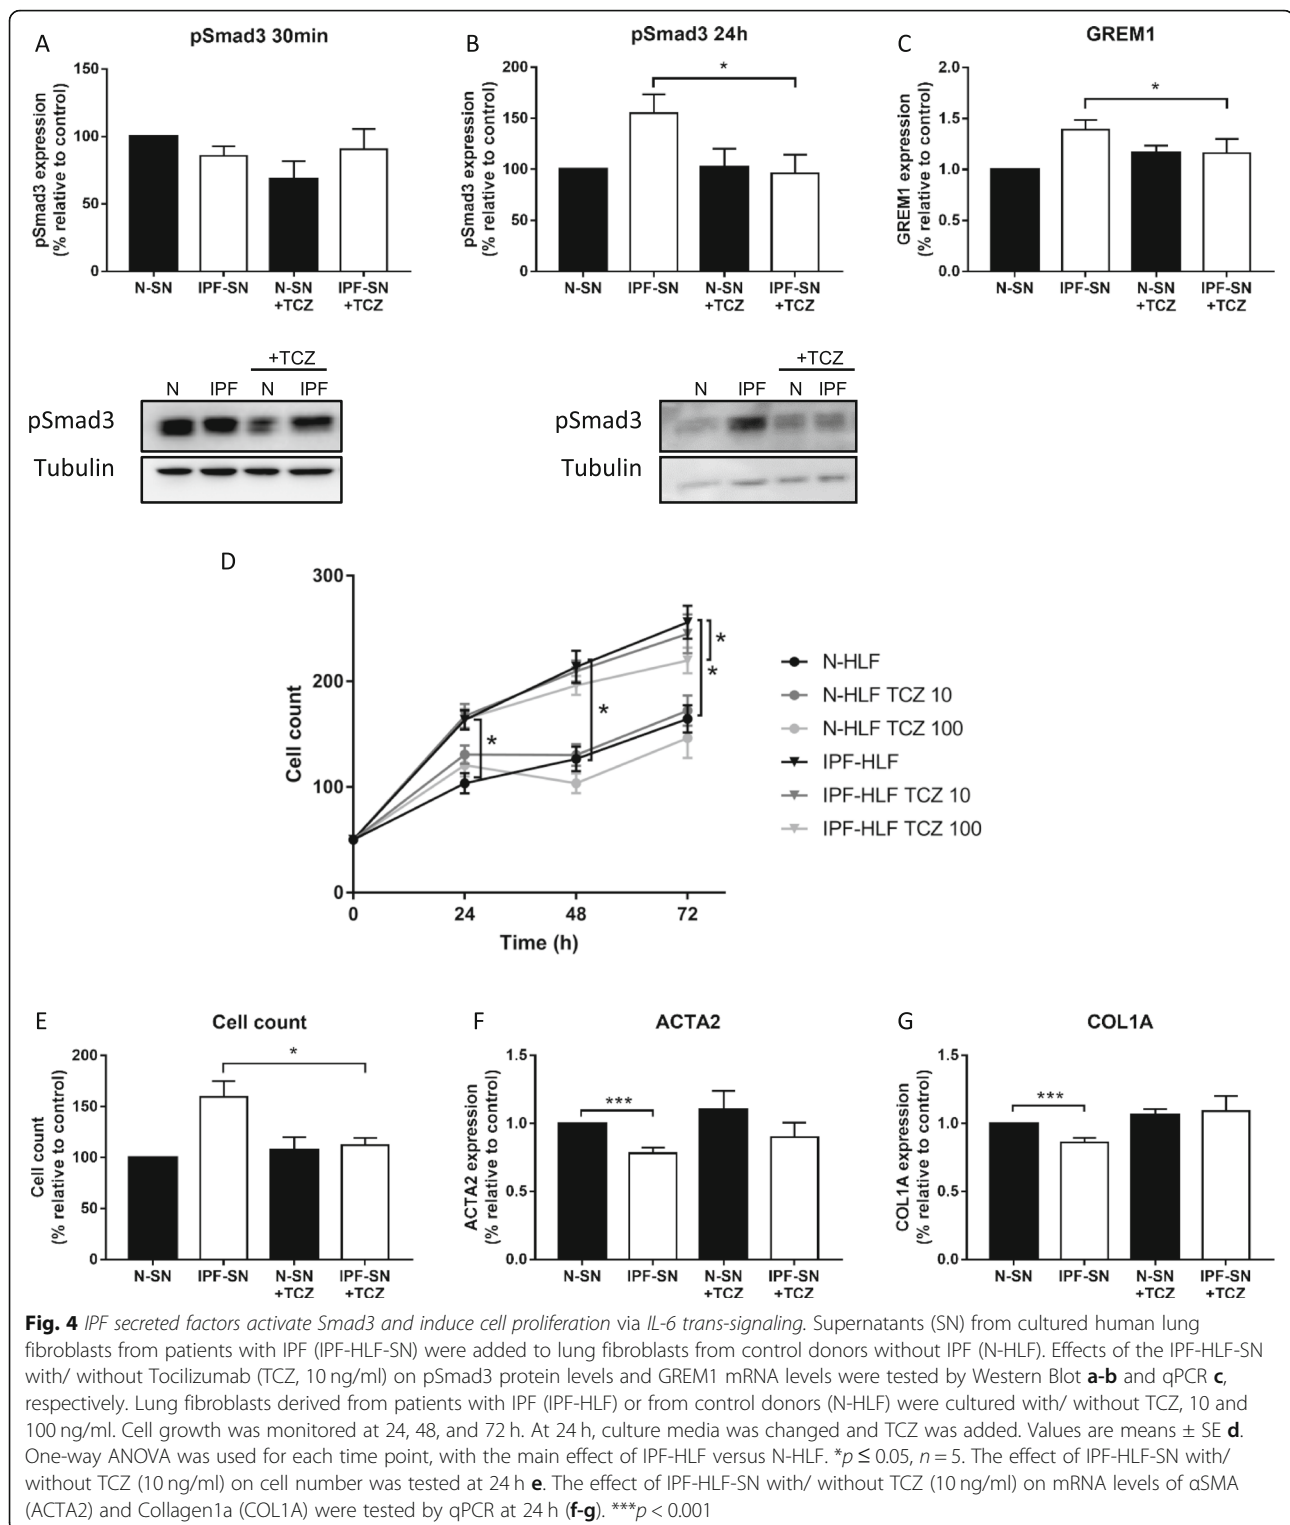 A
pSmad3 30min
pSmad3 expression
(% relative to control)
150
100
50
0
N-SN
IPF-SN
N-SN
+TCZ
IPF-SN
+TCZ
B
pSmad3 24h
pSmad3 expression
(% relative to control)
200
150
100
50
0
*
N-SN
IPF-SN
N-SN
+TCZ
IPF-SN
+TCZ
C
GREM1
GREM1 expression
(% relative to control)
2.0
1.5
1.0
0.5
0.0
*
N-SN
IPF-SN
N-SN
+TCZ
IPF-SN
+TCZ
+TCZ
N IPF N IPF
pSmad3
Tubulin
+TCZ
N IPF N IPF
pSmad3
Tubulin
D
Cell count
300
200
100
0
* * * *
0 24 48 72
Time (h)
N-HLF
N-HLF TCZ 10
N-HLF TCZ 100
IPF-HLF
IPF-HLF TCZ 10
IPF-HLF TCZ 100
E
Cell count
Cell count
(% relative to control)
200
150
100
50
0
*
N-SN
IPF-SN
N-SN
+TCZ
IPF-SN
+TCZ
F
ACTA2
ACTA2 expression
(% relative to control)
1.5
1.0
0.5
0.0
***
N-SN
IPF-SN
N-SN
+TCZ
IPF-SN
+TCZ
G
COL1A
COL1A expression
(% relative to control)
1.5
1.0
0.5
0.0
***
N-SN
IPF-SN
N-SN
+TCZ
IPF-SN
+TCZ
Fig. 4 IPF secreted factors activate Smad3 and induce cell proliferation via IL-6 trans-signaling. Supernatants (SN) from cultured human lung
fibroblasts from patients with IPF (IPF-HLF-SN) were added to lung fibroblasts from control donors without IPF (N-HLF). Effects of the IPF-HLF-SN
with/ without Tocilizumab (TCZ, 10 ng/ml) on pSmad3 protein levels and GREM1 mRNA levels were tested by Western Blot a-b and qPCR c,
respectively. Lung fibroblasts derived from patients with IPF (IPF-HLF) or from control donors (N-HLF) were cultured with/ without TCZ, 10 and
100 ng/ml. Cell growth was monitored at 24, 48, and 72 h. At 24 h, culture media was changed and TCZ was added. Values are means ± SE d.
One-way ANOVA was used for each time point, with the main effect of IPF-HLF versus N-HLF. *p ≤ 0.05, n = 5. The effect of IPF-HLF-SN with/
without TCZ (10 ng/ml) on cell number was tested at 24 h e. The effect of IPF-HLF-SN with/ without TCZ (10 ng/ml) on mRNA levels of αSMA
(ACTA2) and Collagen1a (COL1A) were tested by qPCR at 24 h (f-g). ***p < 0.001